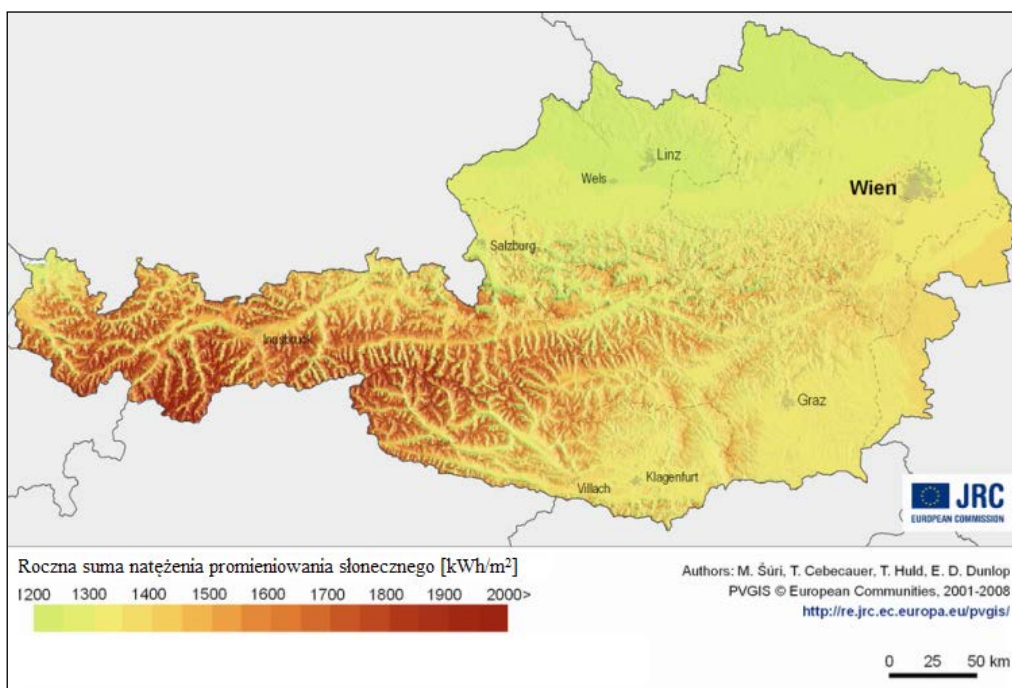 Linz
Wels
Wien
Salzburg
Innsbruck
Graz
Klagenfurt
Villach
JRC
EUROPEAN COMMISSION
Roczna suma natężenia promieniowania słonecznego [kWh/m²]
1200 1300 1400 1500 1600 1700 1800 1900 2000>
Authors: M. Šúri, T. Cebecauer, T. Huld, E. D. Dunlop
PVGIS © European Communities, 2001-2008
http://re.jrc.ec.europa.eu/pvgis/
0 25 50 km